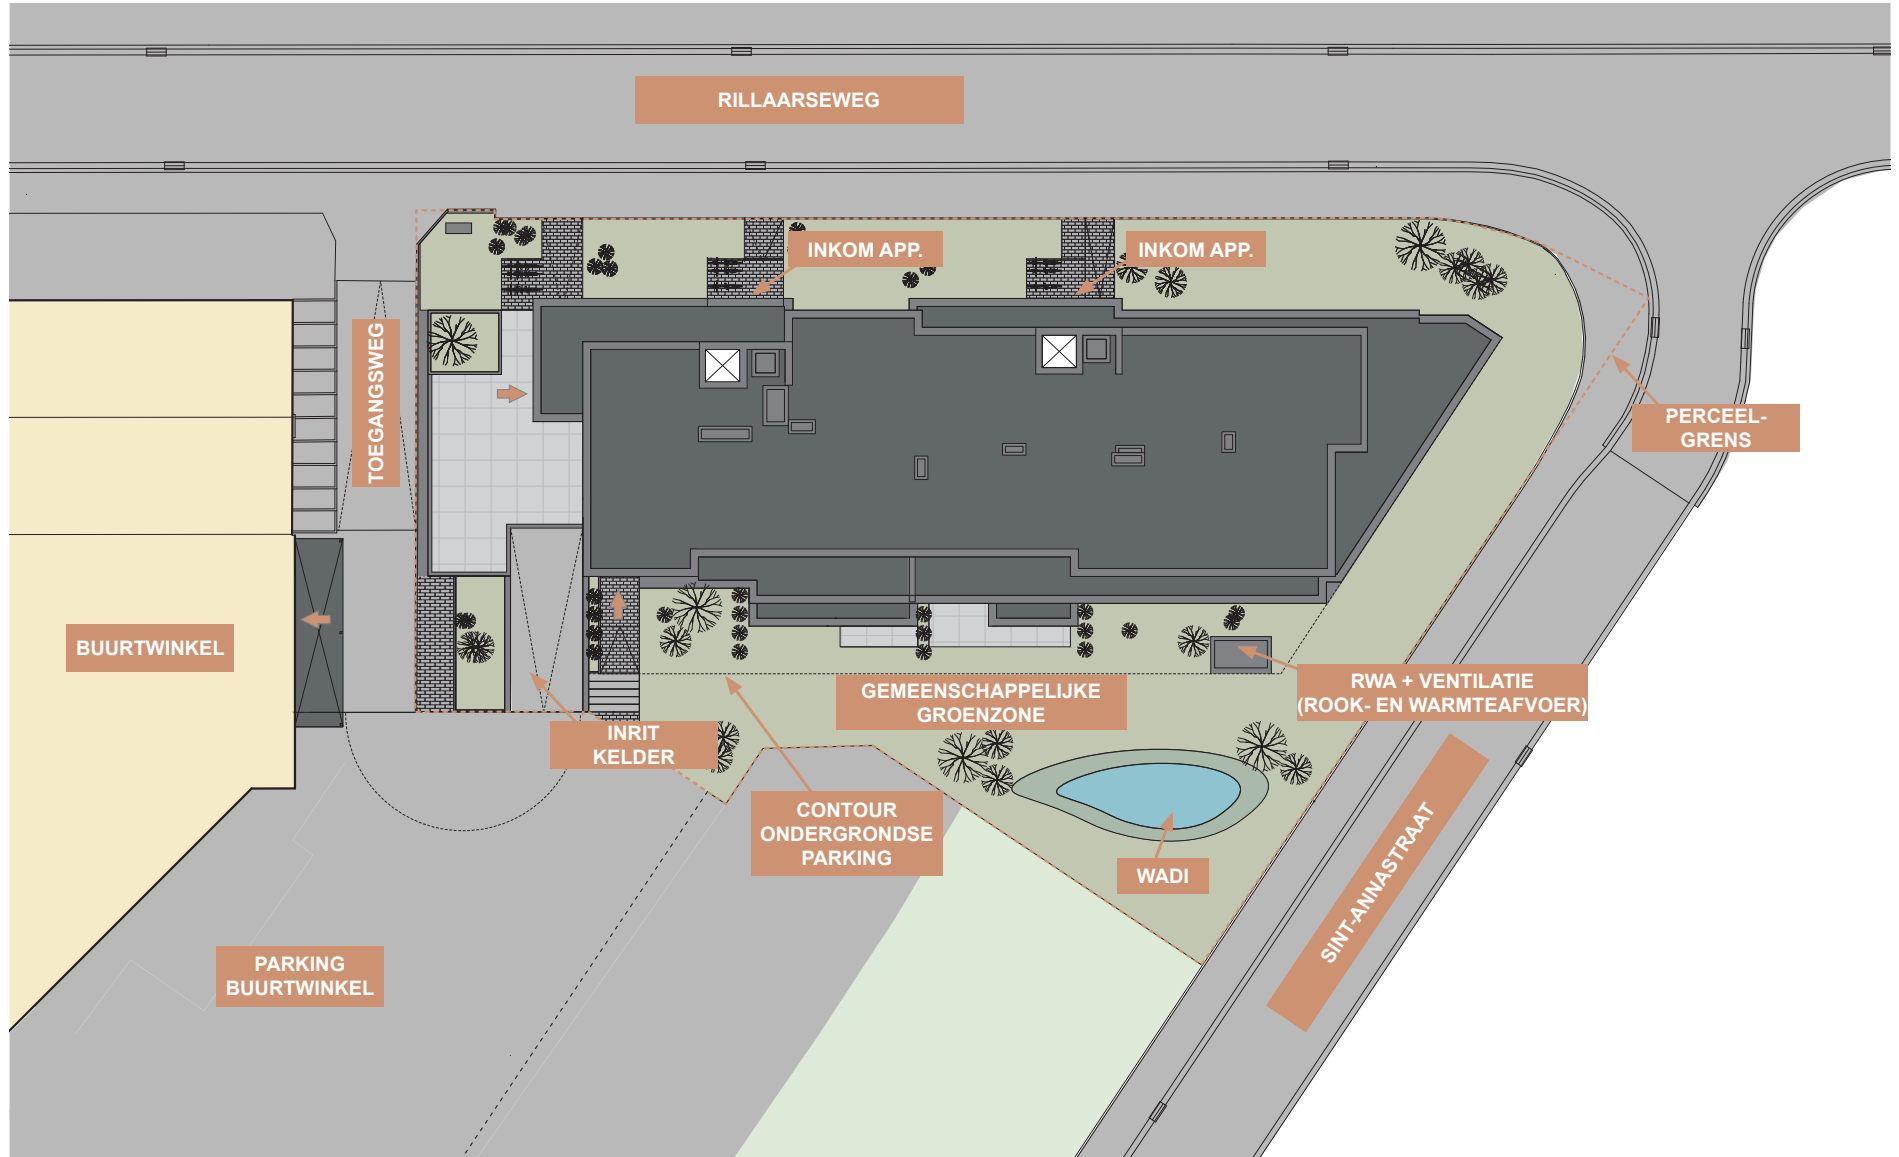 RILLAARSEWEG
INKOM APP.
INKOM APP.
TOEGANGSWEG
PERCEEL-
GRENS
BUURTWINKEL
GEMEENSCHAPPELIJKE
GROENZONE
RWA + VENTILATIE
(ROOK- EN WARMTEAFVOER)
INRIT
KELDER
CONTOUR
ONDERGRONDSE
PARKING
WADI
SINT-ANNASTRAAT
PARKING
BUURTWINKEL